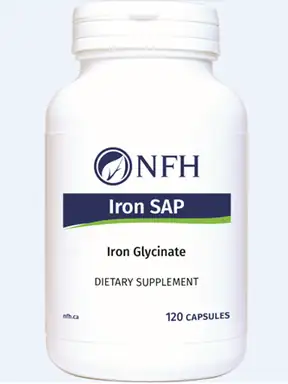 NFH
Iron SAP
Iron Glycinate
DIETARY SUPPLEMENT
nfh.ca
120 CAPSULES